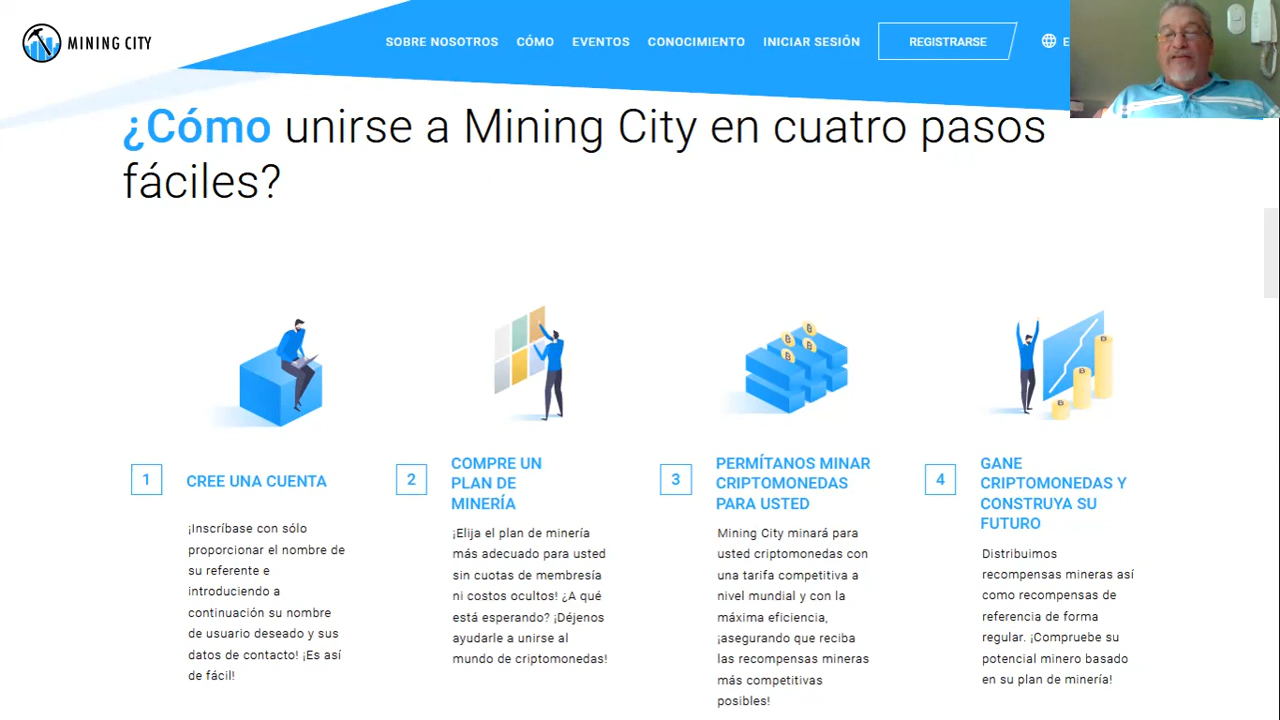 MINING CITY
SOBRE NOSOTROS CÓMO EVENTOS CONOCIMIENTO INICIAR SESIÓN REGISTRARSE
¿Cómo unirse a Mining City en cuatro pasos
fáciles?
1 CREE UNA CUENTA
¡Inscríbase con sólo
proporcionar el nombre de
su referente e
introduciendo a
continuación su nombre
de usuario deseado y sus
datos de contacto! ¡Es así
de fácil!
2 COMPRE UN
PLAN DE
MINERÍA
¡Elija el plan de minería
más adecuado para usted
sin cuotas de membresía
ni costos ocultos! ¿A qué
está esperando? ¡Déjenos
ayudarle a unirse al
mundo de criptomonedas!
3 PERMÍTANOS MINAR
CRIPTOMONEDAS
PARA USTED
Mining City minará para
usted criptomonedas con
una tarifa competitiva a
nivel mundial y con la
máxima eficiencia,
¡asegurando que reciba
las recompensas mineras
más competitivas
posibles!
4 GANE
CRIPTOMONEDAS Y
CONSTRUYA SU
FUTURO
Distribuimos
recompensas mineras así
como recompensas de
referencia de forma
regular. ¡Compruebe su
potencial minero basado
en su plan de minería!